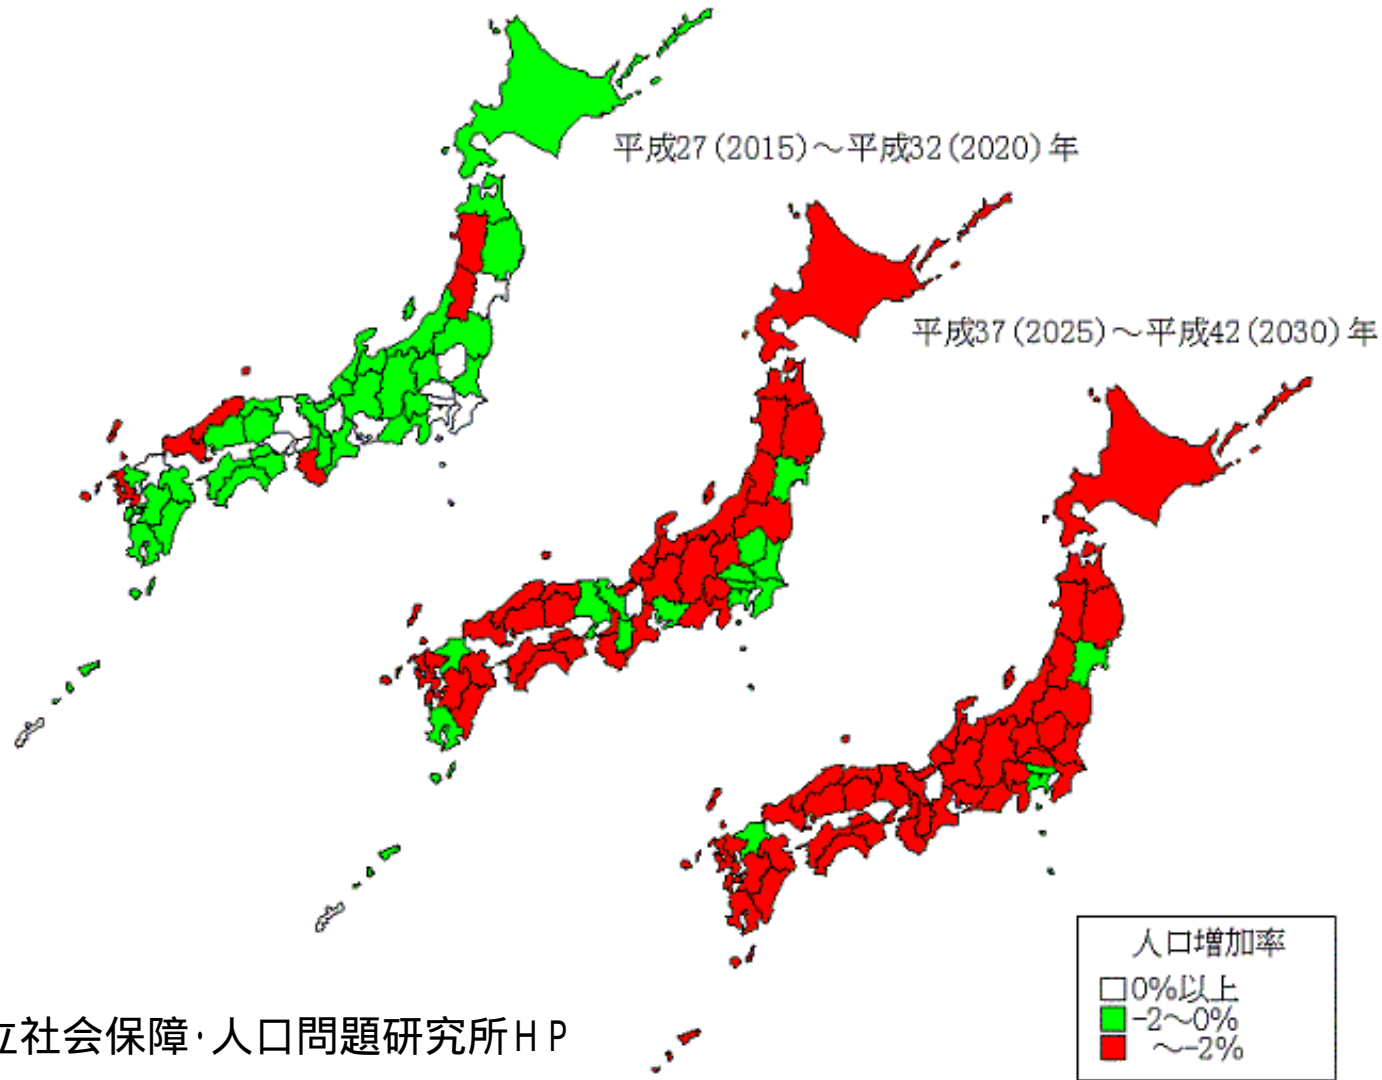 平成27(2015)～平成32(2020)年
平成37(2025)～平成42(2030)年
人口増加率
0%以上
-2～0%
～-2%
立社会保障・人口問題研究所HP